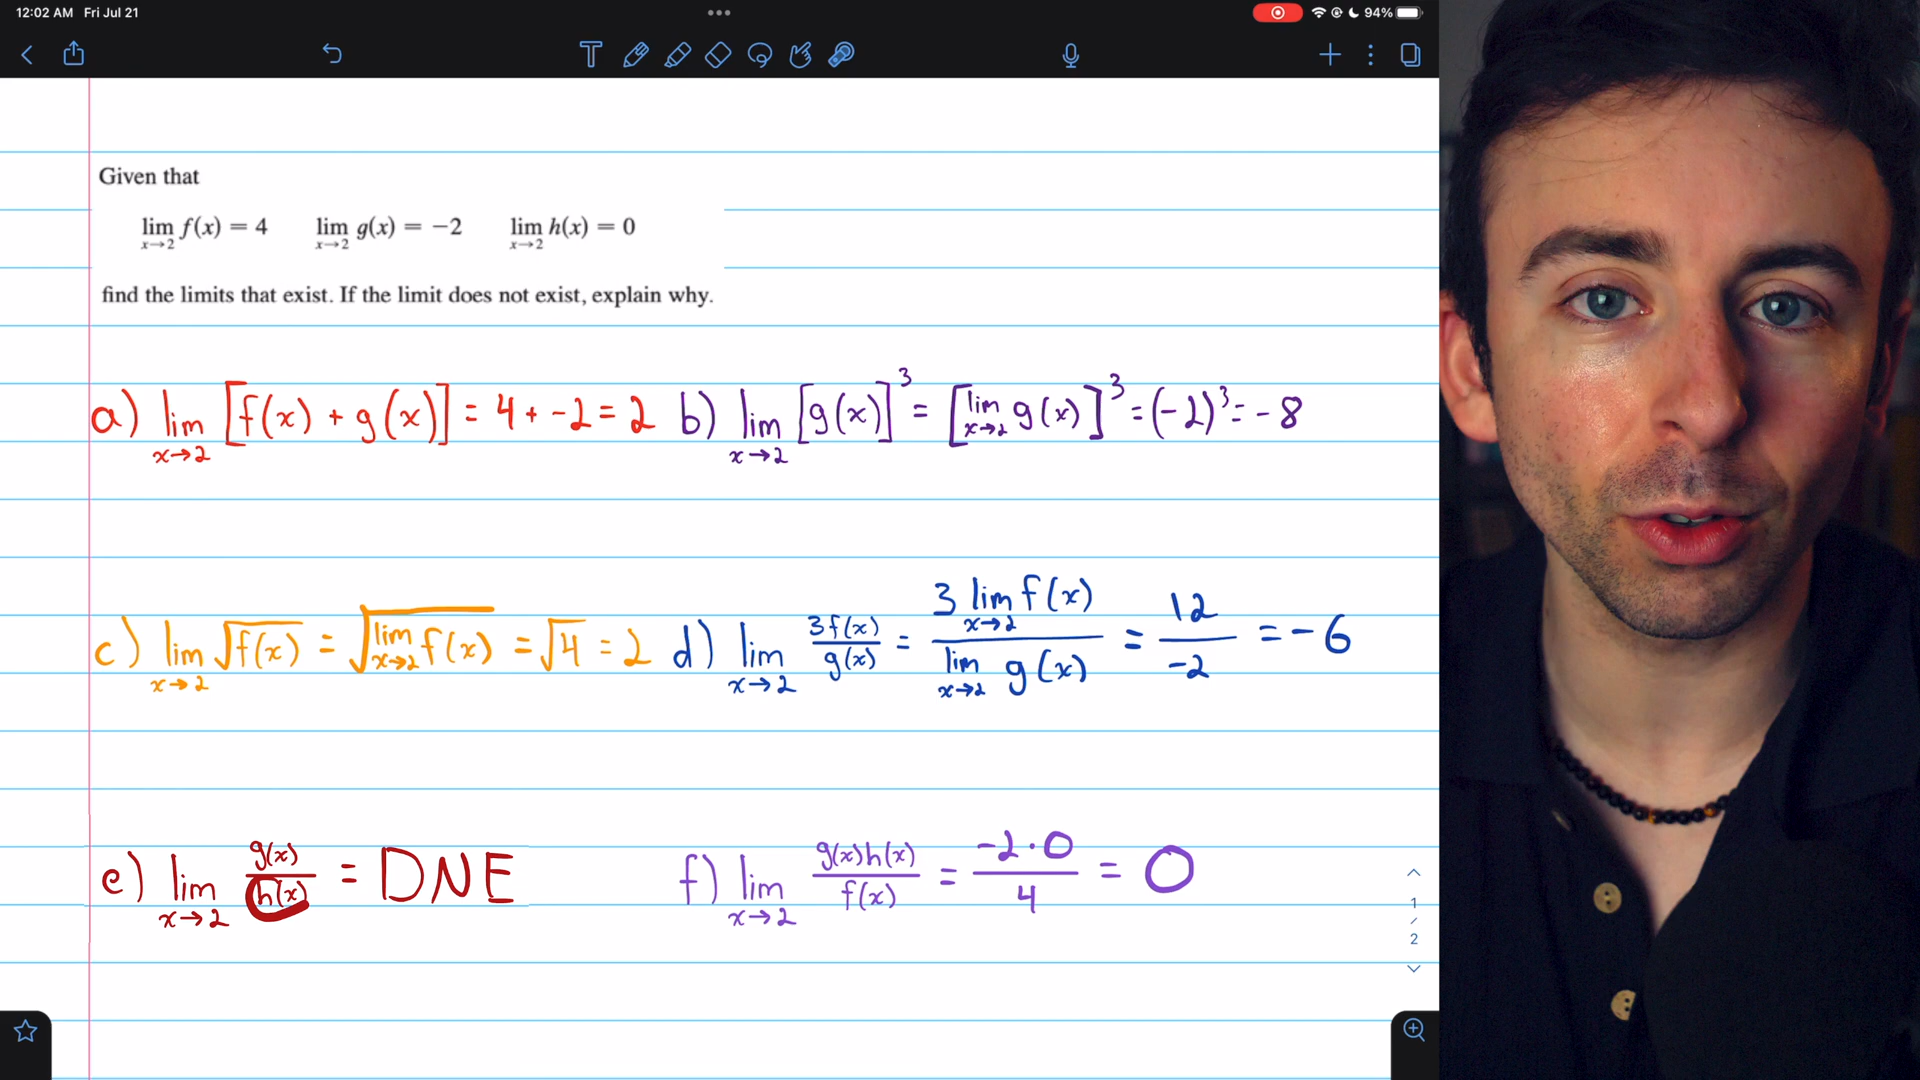 12:02 AM Fri Jul 21
94%
Given that
lim x→2 f(x) = 4 lim x→2 g(x) = −2 lim x→2 h(x) = 0
find the limits that exist. If the limit does not exist, explain why.
a) lim x→2 [f(x) + g(x)] = 4 + -2 = 2
b) lim x→2 [g(x)]³ = [lim x→2 g(x)]³ = (-2)³ = -8
c) lim x→2 √f(x) = √lim x→2 f(x) = √4 = 2
d) lim x→2 3f(x)/g(x) = 3 lim x→2 f(x) / lim x→2 g(x) = 12/-2 = -6
e) lim x→2 g(x)/h(x) = DNE
f) lim x→2 g(x)h(x)/f(x) = -2·0/4 = 0
1
/
2